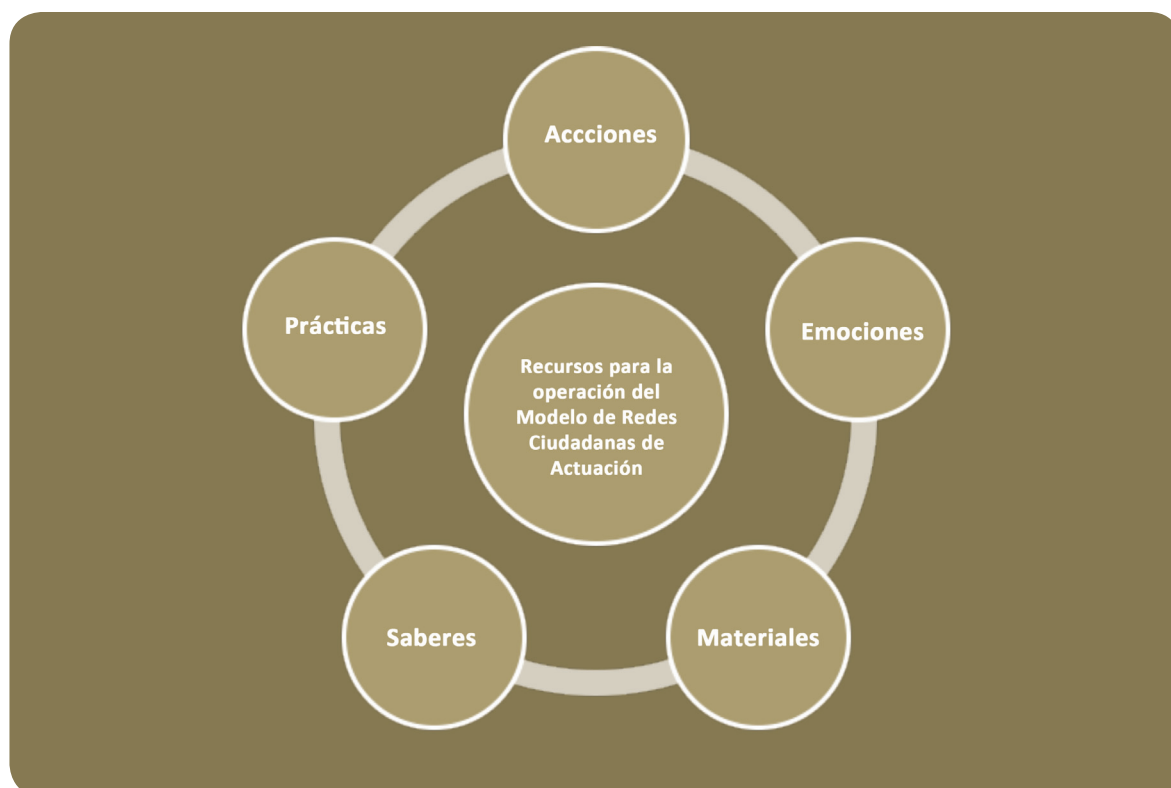 Accciones
Prácticas
Emociones
Recursos para la
operación del
Modelo de Redes
Ciudadanas de
Actuación
Saberes
Materiales